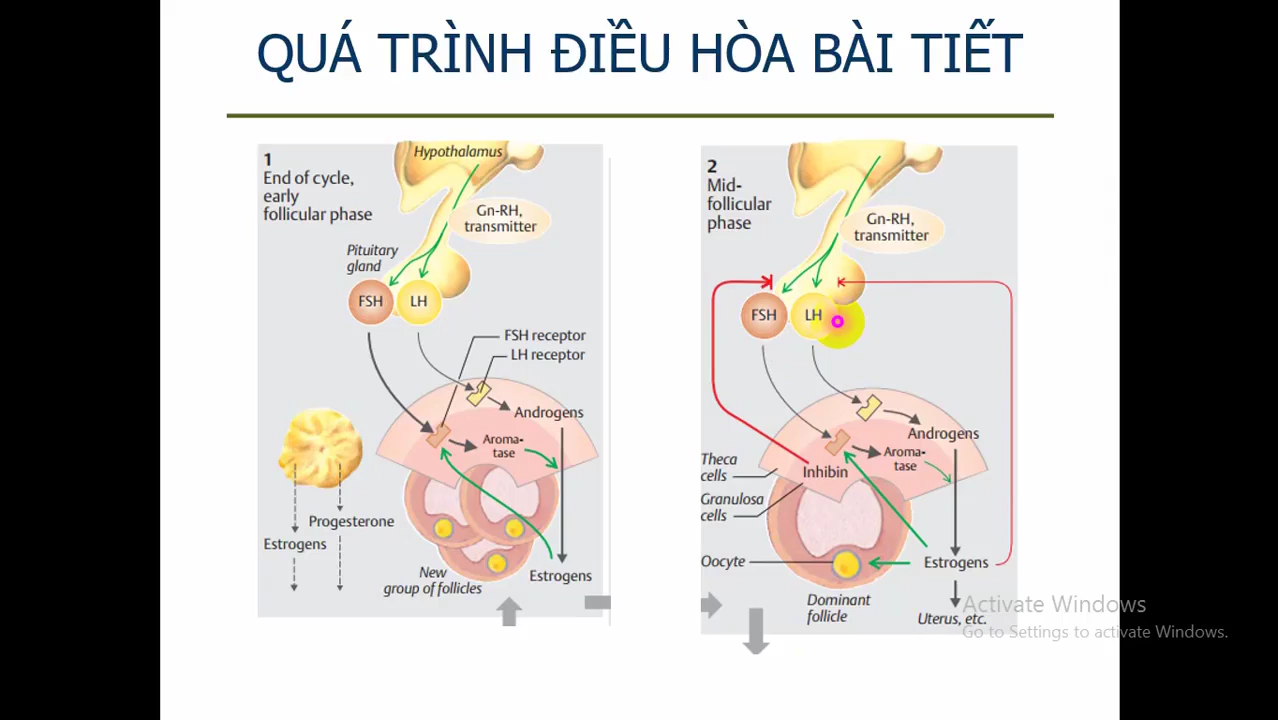 QUÁ TRÌNH ĐIỀU HÒA BÀI TIẾT
1
End of cycle,
early
follicular phase
Hypothalamus
Gn-RH,
transmitter
Pituitary
gland
FSH
LH
FSH receptor
LH receptor
Androgens
Aroma-
tase
Progesterone
Estrogens
New
group of follicles
Estrogens
2
Mid-
follicular
phase
Gn-RH,
transmitter
FSH
LH
Androgens
Aroma-
tase
Inhibin
Theca
cells
Granulosa
cells
Oocyte
Estrogens
Dominant
follicle
Uterus, etc.
Activate Windows
Go to Settings to activate Windows.